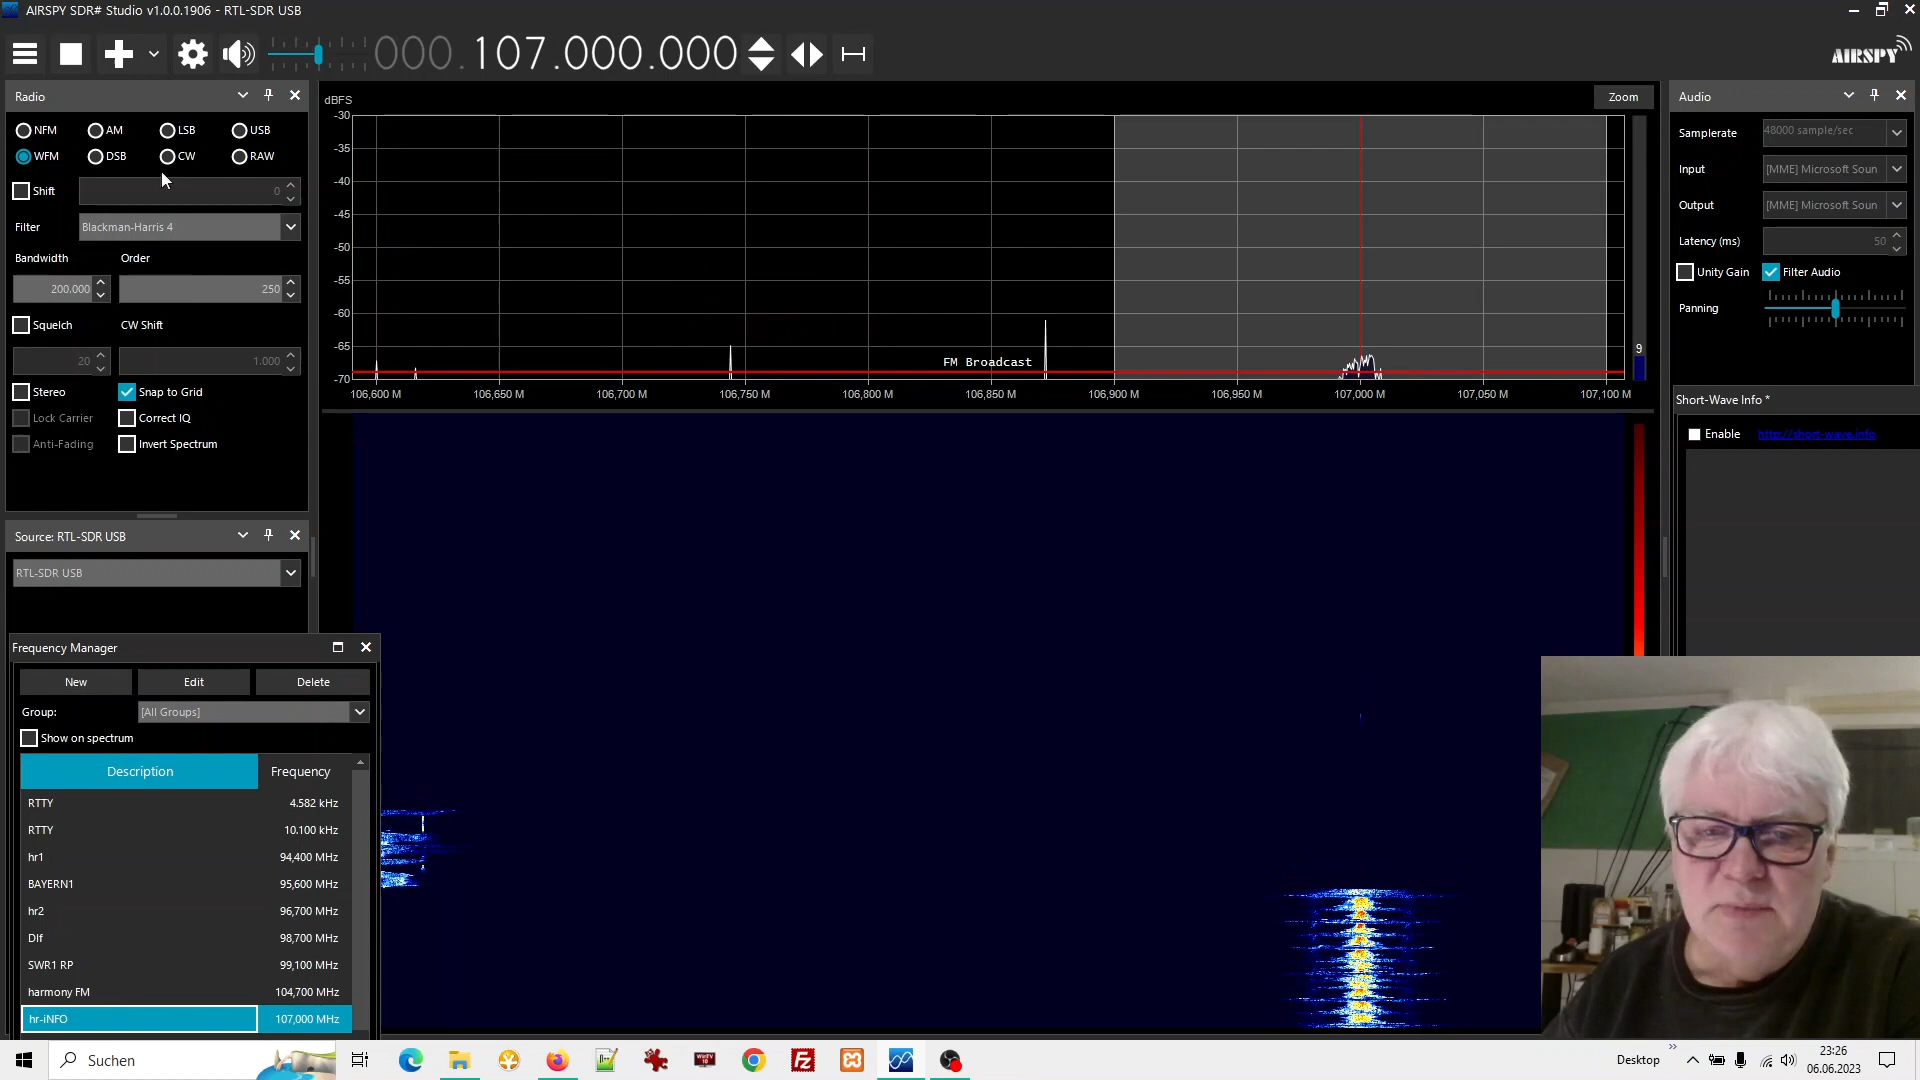 AIRSPY SDR# Studio v1.0.0.1906 - RTL-SDR USB
000.107.000.000
AIRSPY
Radio
NFM AM LSB USB
WFM DSB CW RAW
Shift 0
Filter Blackman-Harris 4
Bandwidth Order
200.000 250
Squelch CW Shift
20 1.000
Stereo Snap to Grid
Lock Carrier Correct IQ
Anti-Fading Invert Spectrum
Source: RTL-SDR USB
RTL-SDR USB
Frequency Manager
New Edit Delete
Group: [All Groups]
Show on spectrum
Description Frequency
RTTY 4.582 kHz
RTTY 10.100 kHz
hr1 94,400 MHz
BAYERN1 95,600 MHz
hr2 96,700 MHz
Dlf 98,700 MHz
SWR1 RP 99,100 MHz
harmony FM 104,700 MHz
hr-iNFO 107,000 MHz
dBFS
Zoom
-30
-35
-40
-45
-50
-55
-60
-65
-70
FM Broadcast
9
106,600 M 106,650 M 106,700 M 106,750 M 106,800 M 106,850 M 106,900 M 106,950 M 107,000 M 107,050 M 107,100 M
Audio
Samplerate 48000 sample/sec
Input [MME] Microsoft Soun
Output [MME] Microsoft Soun
Latency (ms) 50
Unity Gain Filter Audio
Panning
Short-Wave Info *
Enable http://short-wave.info
Suchen
WinTV
10
Fz
Desktop
23:26
06.06.2023